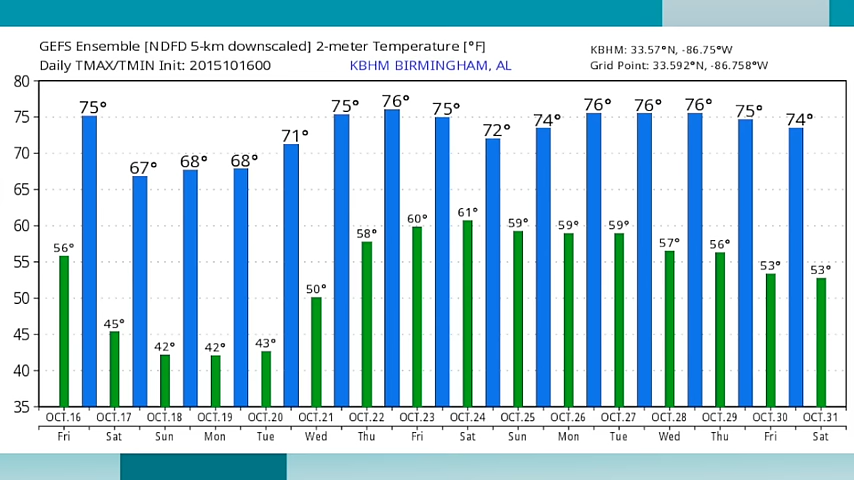 GEFS Ensemble [NDFD 5-km downscaled] 2-meter Temperature [°F]
Daily TMAX/TMIN Init: 2015101600
KBHM BIRMINGHAM, AL
KBHM: 33.57°N, -86.75°W
Grid Point: 33.592°N, -86.758°W
80
75
70
65
60
55
50
45
40
35
75° 67° 68° 68° 71° 75° 76° 75° 72° 74° 76° 76° 76° 75° 74°
56° 45° 42° 42° 43° 50° 58° 60° 61° 59° 59° 59° 57° 56° 53° 53°
OCT.16 OCT.17 OCT.18 OCT.19 OCT.20 OCT.21 OCT.22 OCT.23 OCT.24 OCT.25 OCT.26 OCT.27 OCT.28 OCT.29 OCT.30 OCT.31
Fri Sat Sun Mon Tue Wed Thu Fri Sat Sun Mon Tue Wed Thu Fri Sat